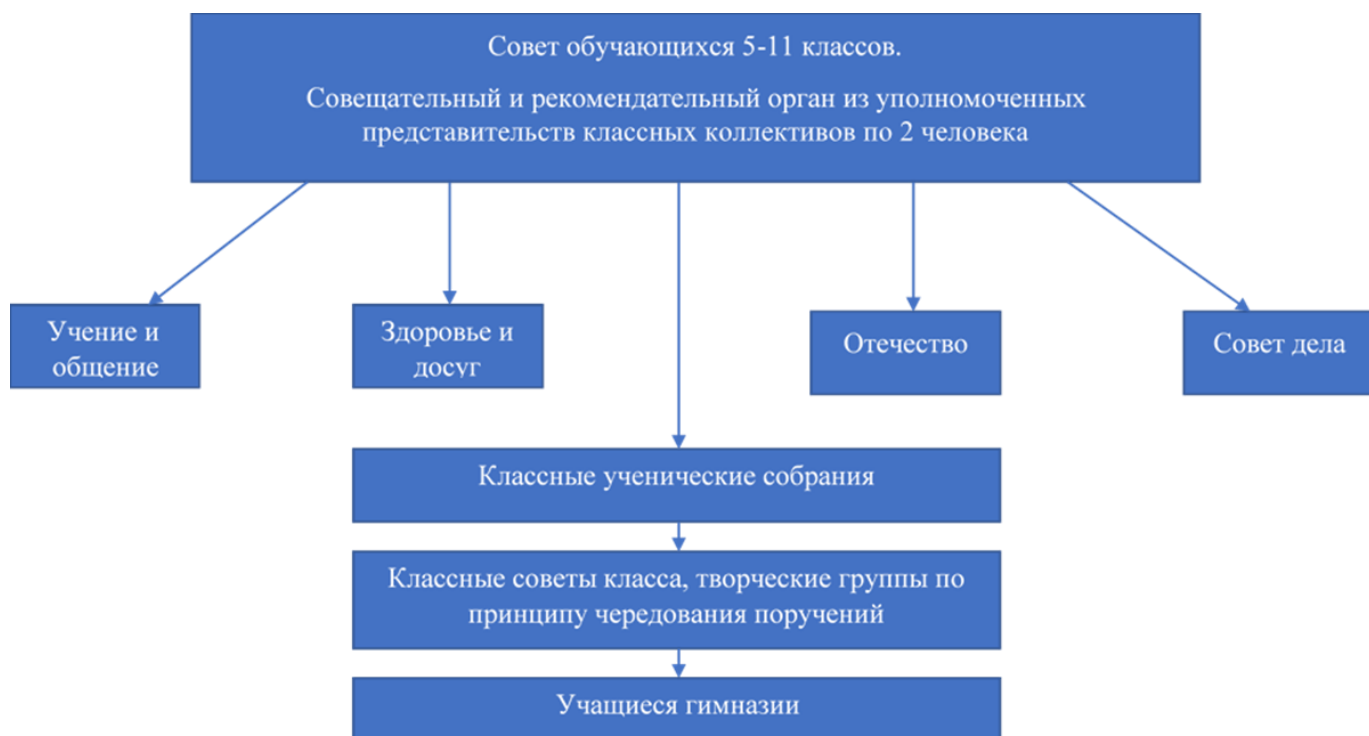 Совет обучающихся 5-11 классов.
Совещательный и рекомендательный орган из уполномоченных
представительств классных коллективов по 2 человека
Учение и
общение
Здоровье и
досуг
Отечество
Совет дела
Классные ученические собрания
Классные советы класса, творческие группы по
принципу чередования поручений
Учащиеся гимназии